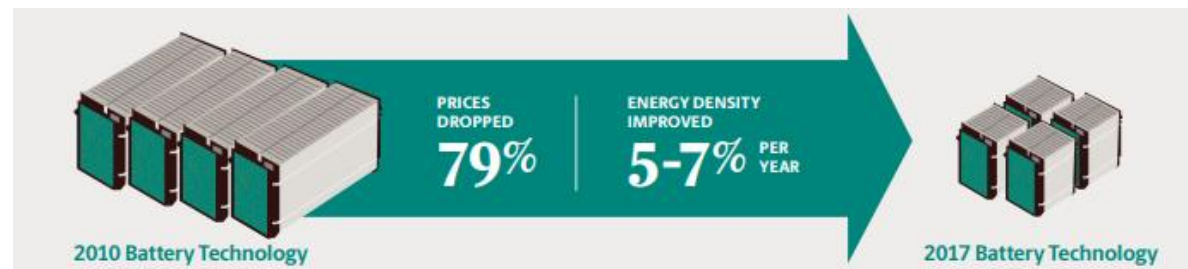 PRICES
DROPPED
79%
ENERGY DENSITY
IMPROVED
5-7% PER
YEAR
2010 Battery Technology
2017 Battery Technology